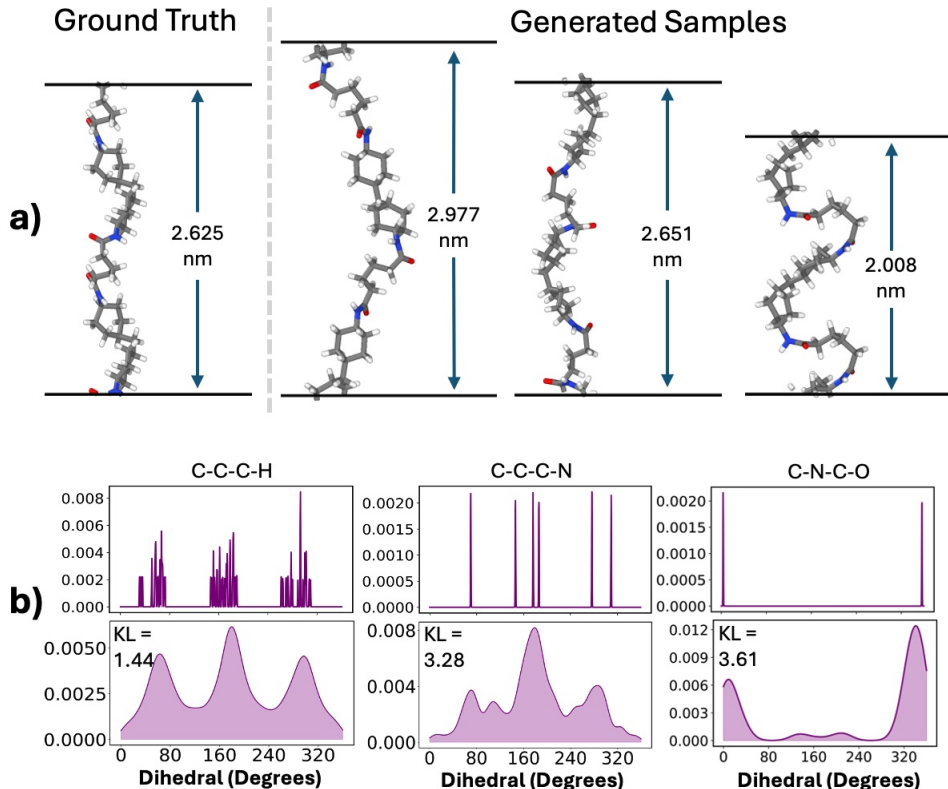 Ground Truth
Generated Samples
a)
2.625
nm
2.977
nm
2.651
nm
2.008
nm
b)
C-C-C-H
C-C-C-N
C-N-C-O
0.008
0.006
0.004
0.002
0.000
0.0020
0.0015
0.0010
0.0005
0.0000
0.0020
0.0015
0.0010
0.0005
0.0000
KL =
1.44
KL =
3.28
KL =
3.61
0.0050
0.0025
0.0000
0.008
0.004
0.000
0.012
0.009
0.006
0.003
0.000
0 80 160 240 320
0 80 160 240 320
0 80 160 240 320
Dihedral (Degrees)
Dihedral (Degrees)
Dihedral (Degrees)